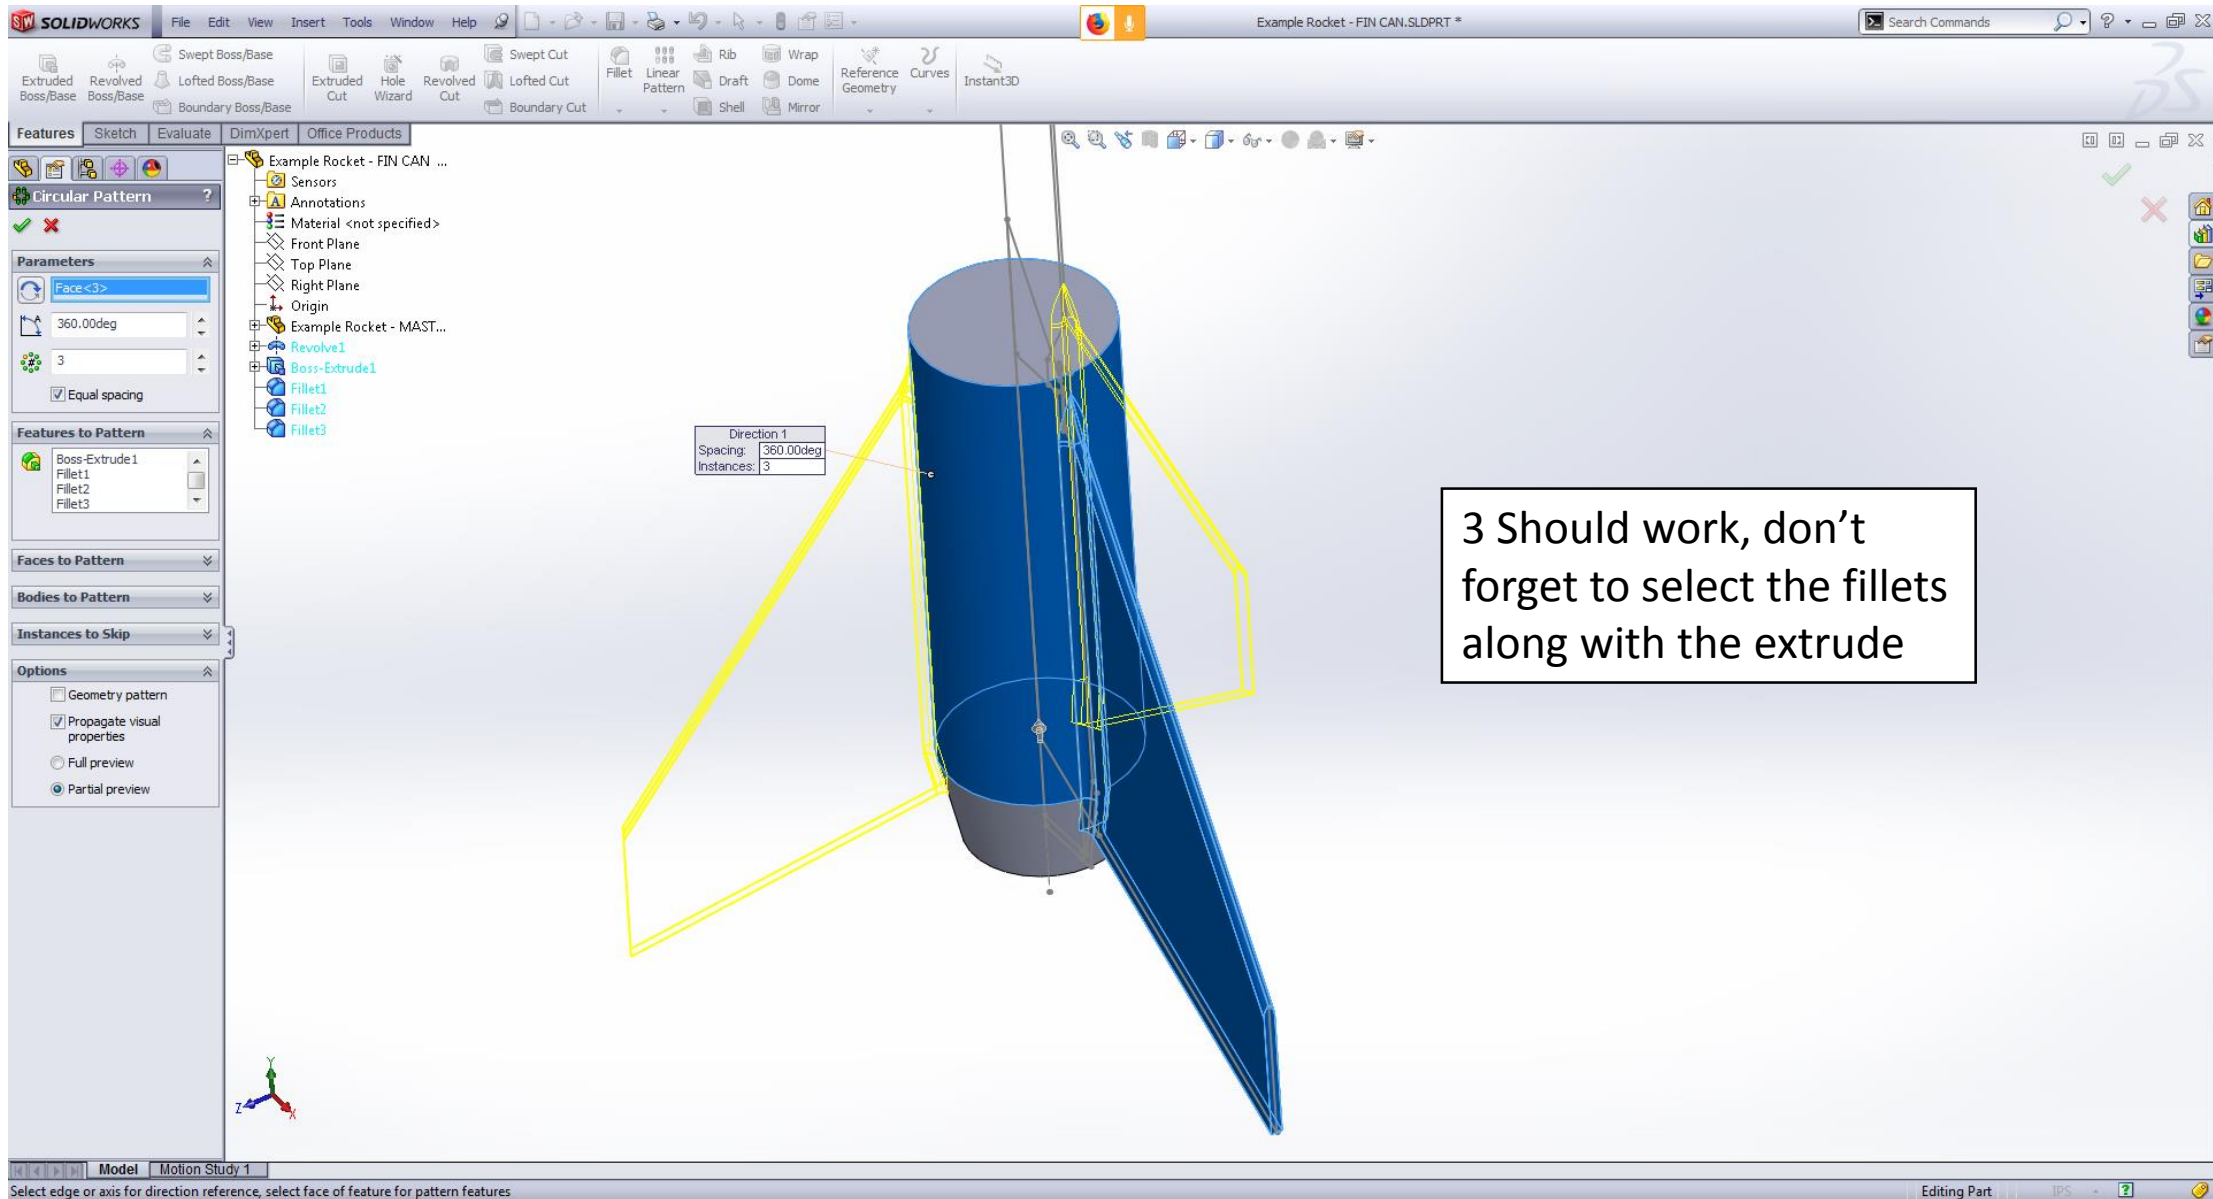 SOLIDWORKS File Edit View Insert Tools Window Help
Example Rocket - FIN CAN.SLDPRT *
Search Commands
Extruded Boss/Base
Revolved Boss/Base
Swept Boss/Base
Lofted Boss/Base
Boundary Boss/Base
Extruded Cut
Hole Wizard
Revolved Cut
Swept Cut
Lofted Cut
Boundary Cut
Fillet
Linear Pattern
Rib
Draft
Shell
Wrap
Dome
Mirror
Reference Geometry
Curves
Instant3D
Features Sketch Evaluate DimXpert Office Products
Circular Pattern ?
Parameters
Face<3>
360.00deg
3
Equal spacing
Features to Pattern
Boss-Extrude1
Fillet1
Fillet2
Fillet3
Faces to Pattern
Bodies to Pattern
Instances to Skip
Options
Geometry pattern
Propagate visual
properties
Full preview
Partial preview
Example Rocket - FIN CAN ...
Sensors
Annotations
Material <not specified>
Front Plane
Top Plane
Right Plane
Origin
Example Rocket - MAST...
Revolve1
Boss-Extrude1
Fillet1
Fillet2
Fillet3
Direction 1
Spacing: 360.00deg
Instances: 3
3 Should work, don’t
forget to select the fillets
along with the extrude
Y
Z
X
Model Motion Study 1
Select edge or axis for direction reference, select face of feature for pattern features
Editing Part
IPS